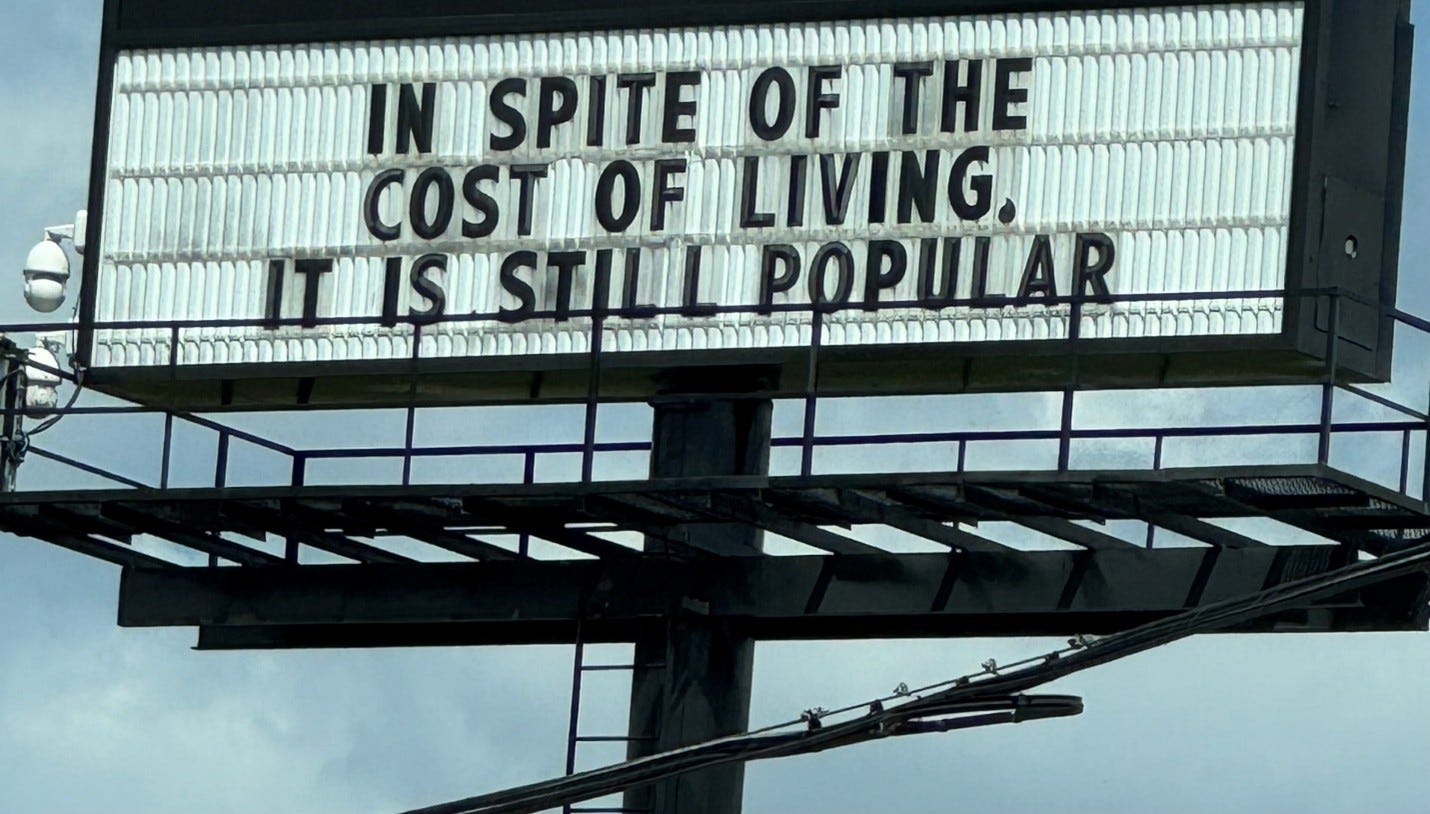 IN SPITE OF THE
COST OF LIVING,
IT IS STILL POPULAR